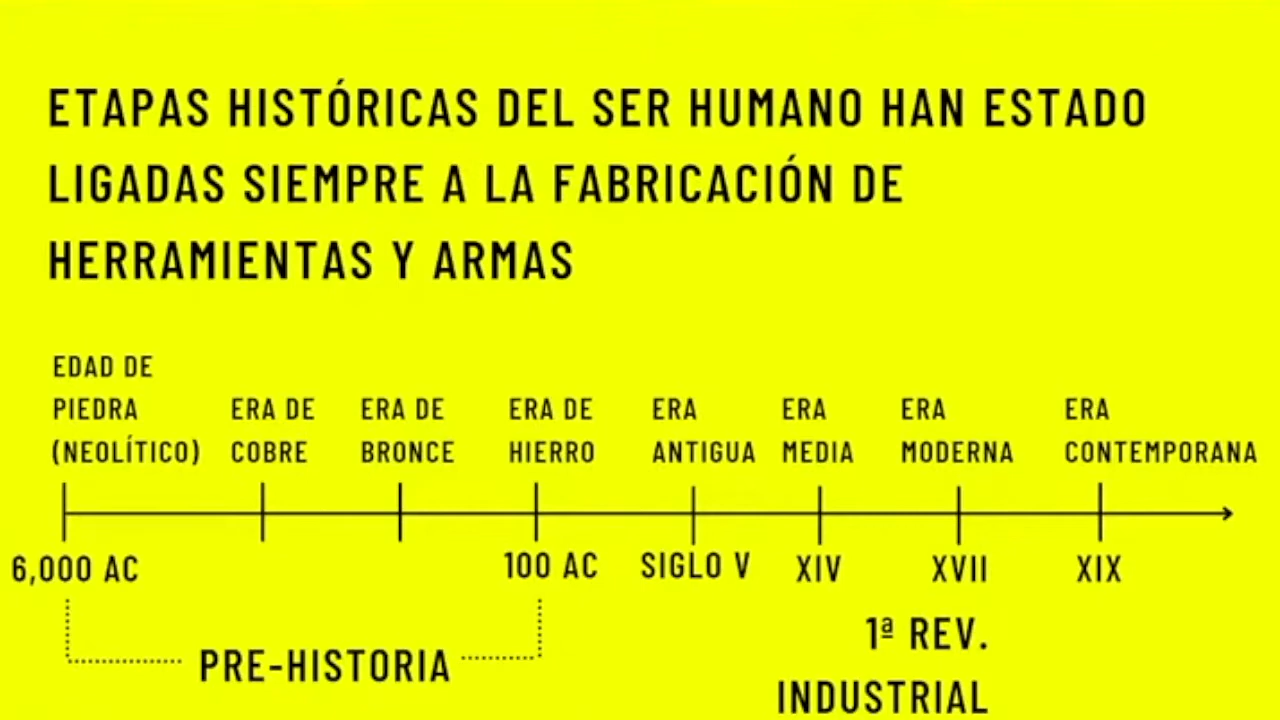 ETAPAS HISTÓRICAS DEL SER HUMANO HAN ESTADO
LIGADAS SIEMPRE A LA FABRICACIÓN DE
HERRAMIENTAS Y ARMAS
EDAD DE
PIEDRA
(NEOLÍTICO)
ERA DE
COBRE
ERA DE
BRONCE
ERA DE
HIERRO
ERA
ANTIGUA
ERA
MEDIA
ERA
MODERNA
ERA
CONTEMPORANA
6,000 AC
100 AC
SIGLO V
XIV
XVII
XIX
PRE-HISTORIA
1ª REV.
INDUSTRIAL